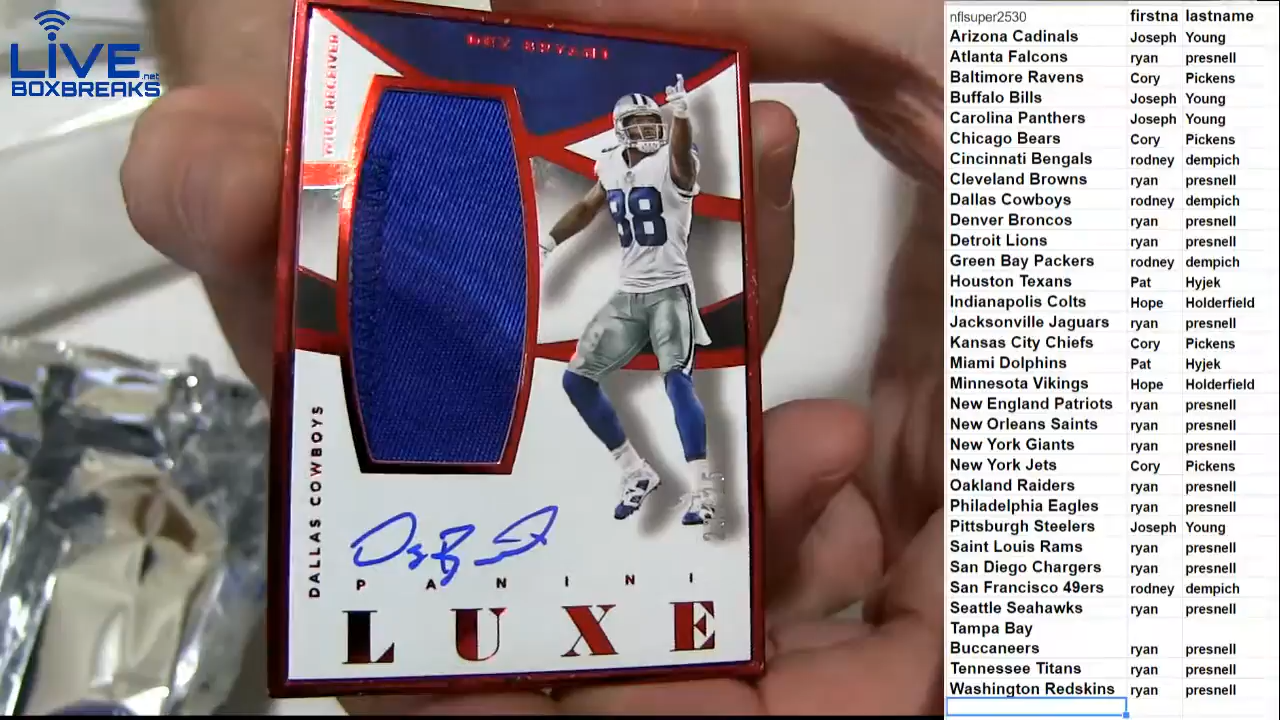 LIVE
BOXBREAKS.net
DEZ BRYANT
WIDE RECEIVER
88
DALLAS COWBOYS
PANINI
LUXE
nflsuper2530 firstna lastname
Arizona Cadinals Joseph Young
Atlanta Falcons ryan presnell
Baltimore Ravens Cory Pickens
Buffalo Bills Joseph Young
Carolina Panthers Joseph Young
Chicago Bears Cory Pickens
Cincinnati Bengals rodney dempich
Cleveland Browns ryan presnell
Dallas Cowboys rodney dempich
Denver Broncos ryan presnell
Detroit Lions ryan presnell
Green Bay Packers rodney dempich
Houston Texans Pat Hyjek
Indianapolis Colts Hope Holderfield
Jacksonville Jaguars ryan presnell
Kansas City Chiefs Cory Pickens
Miami Dolphins Pat Hyjek
Minnesota Vikings Hope Holderfield
New England Patriots ryan presnell
New Orleans Saints ryan presnell
New York Giants ryan presnell
New York Jets Cory Pickens
Oakland Raiders ryan presnell
Philadelphia Eagles ryan presnell
Pittsburgh Steelers Joseph Young
Saint Louis Rams ryan presnell
San Diego Chargers ryan presnell
San Francisco 49ers rodney dempich
Seattle Seahawks ryan presnell
Tampa Bay
Buccaneers ryan presnell
Tennessee Titans ryan presnell
Washington Redskins ryan presnell